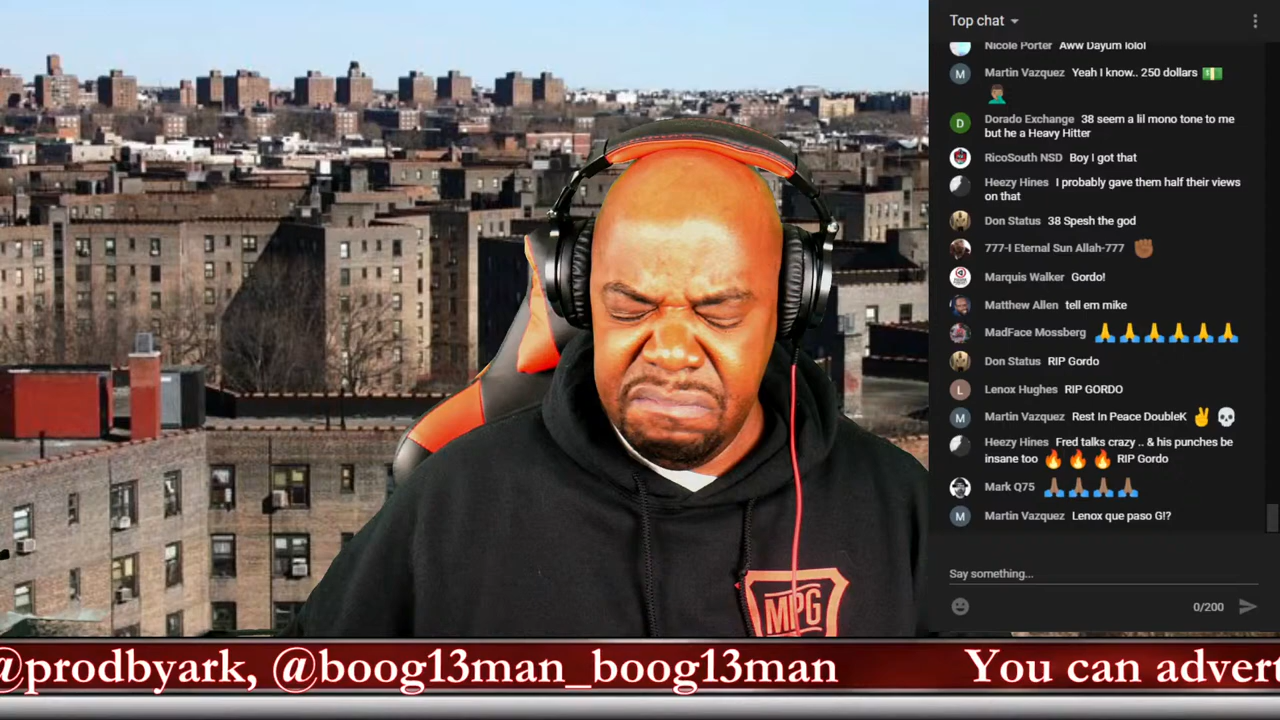 Top chat
Nicole Porter Aww Dayum lolol
Martin Vazquez Yeah I know.. 250 dollars 💵
🤦🏽‍♂️
Dorado Exchange 38 seem a lil mono tone to me
but he a Heavy Hitter
RicoSouth NSD Boy I got that
Heezy Hines I probably gave them half their views
on that
Don Status 38 Spesh the god
777-I Eternal Sun Allah-777 ✊🏾
Marquis Walker Gordo!
Matthew Allen tell em mike
MadFace Mossberg 🙏🙏🙏🙏🙏🙏
Don Status RIP Gordo
L
Lenox Hughes RIP GORDO
M
Martin Vazquez Rest In Peace DoubleK ✌️💀
Heezy Hines Fred talks crazy .. & his punches be
insane too 🔥🔥🔥 RIP Gordo
Mark Q75 🙏🏽🙏🏽🙏🏽🙏🏽
M
Martin Vazquez Lenox que paso G!?
Say something...
0/200
MPG
@prodbyark, @boog13man_boog13man You can advert